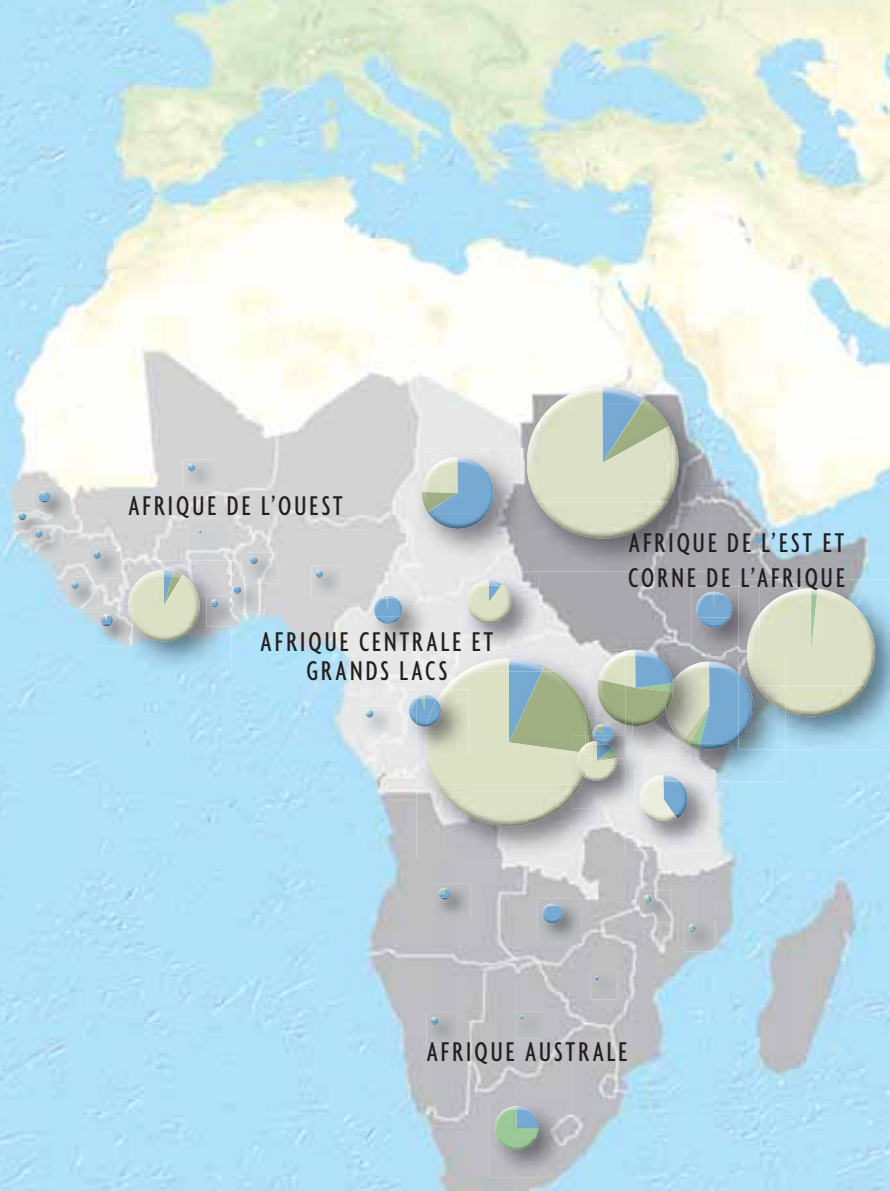 AFRIQUE DE L'OUEST
AFRIQUE DE L'EST ET
CORNE DE L'AFRIQUE
AFRIQUE CENTRALE ET
GRANDS LACS
AFRIQUE AUSTRALE